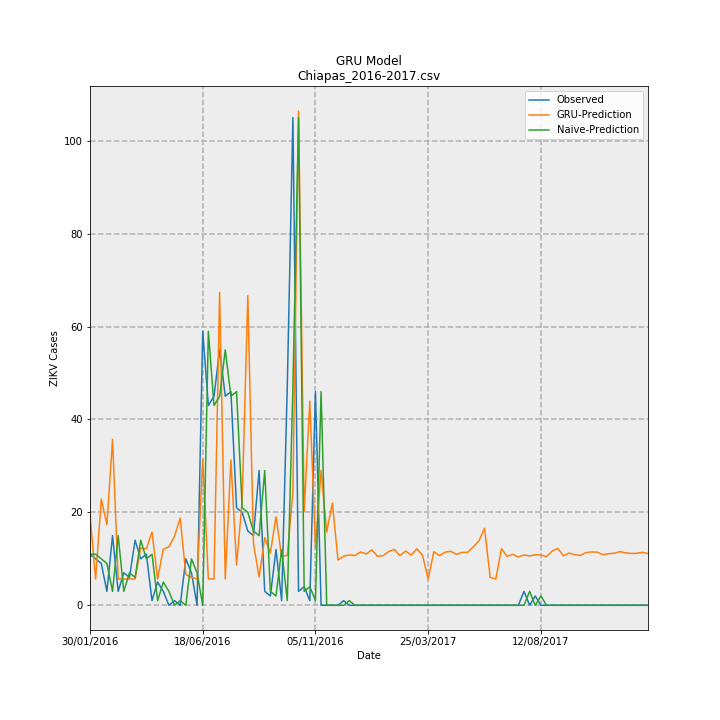 GRU Model
Chiapas_2016-2017.csv
Observed
GRU-Prediction
Naive-Prediction
ZIKV Cases
100
80
60
40
20
0
30/01/2016 18/06/2016 05/11/2016 25/03/2017 12/08/2017
Date